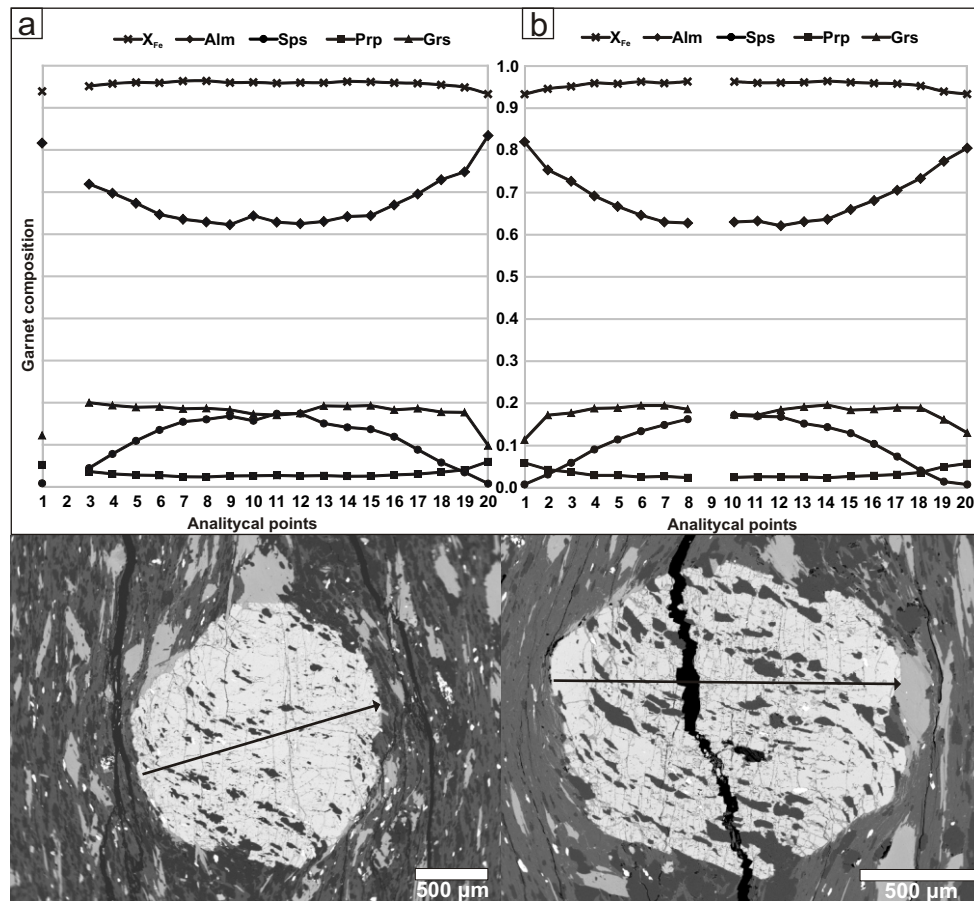 a
X Fe Alm Sps Prp Grs
b
X Fe Alm Sps Prp Grs
1.0
0.9
0.8
0.7
0.6
0.5
0.4
0.3
0.2
0.1
0.0
Garnet composition
1 2 3 4 5 6 7 8 9 10 11 12 13 14 15 16 17 18 19 20
1 2 3 4 5 6 7 8 9 10 11 12 13 14 15 16 17 18 19 20
Analitycal points
Analitycal points
500 µm
500 µm